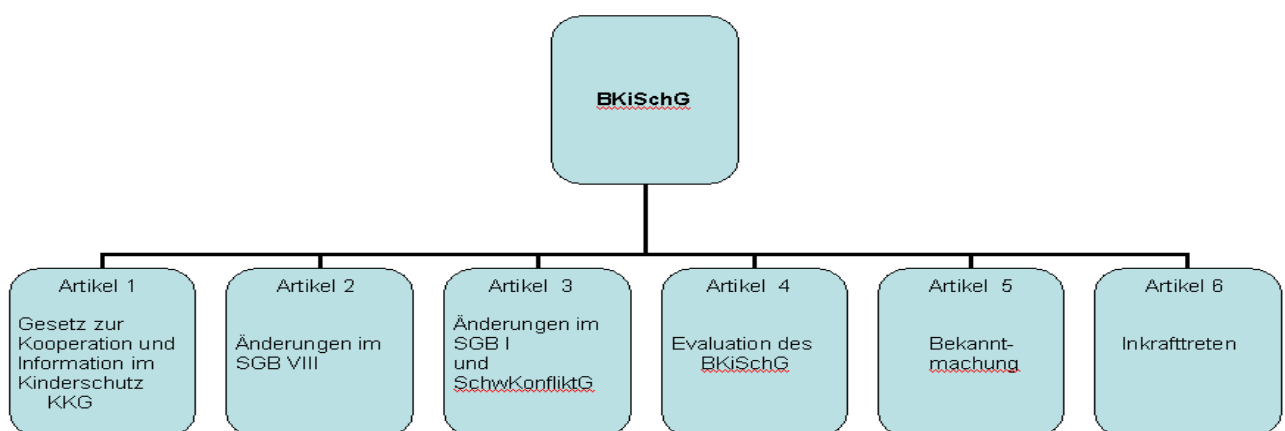 BKiSchG
Artikel 1
Gesetz zur
Kooperation und
Information im
Kinderschutz
KKG
Artikel 2
Änderungen im
SGB VIII
Artikel 3
Änderungen im
SGB I
und
SchwKonfliktG
Artikel 4
Evaluation des
BKiSchG
Artikel 5
Bekannt-
machung
Artikel 6
Inkrafttreten